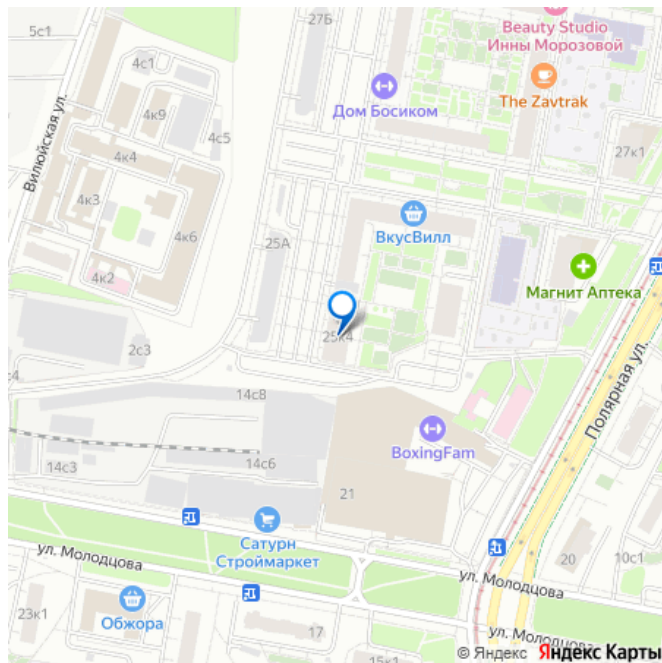 5с1
27Б
Beauty Studio
Инны Морозовой
4с1
The Zavtrak
Дом Босиком
Вилюйская ул.
4к9
4с5
4к4
27к1
4к3
ВкусВилл
4к6
25А
4к2
Магнит Аптека
25к4
2с3
с4
14с8
Полярная ул.
BoxingFam
14с6
14с3
21
Сатурн
Строймаркет
ул. Молодцова
20
10с1
ул. Молодцова
Обжора
23к1
17
ул. Молодцова
15к1
© Яндекс Яндекс Карты